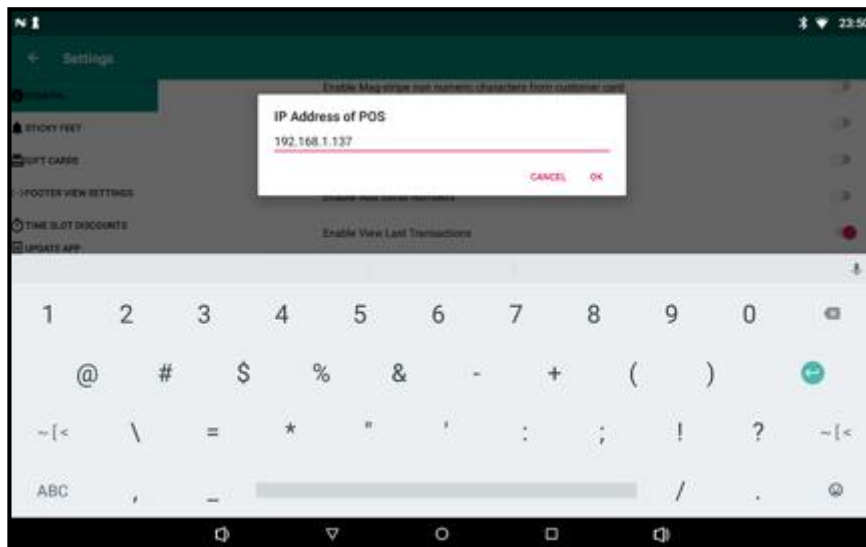 23:50
Settings
Enable Mag-stripe non numeric characters from customer card
GENERAL
IP Address of POS
192.168.1.137
CANCEL OK
STICKY FEET
GIFT CARDS
FOOTER VIEW SETTINGS
TIME SLOT DISCOUNTS
Enable View Last Transactions
UPDATE APP
1 2 3 4 5 6 7 8 9 0
@ # $ % & - + ( )
~[< \ = * " ' : ; ! ? ~[<
ABC , _ / .